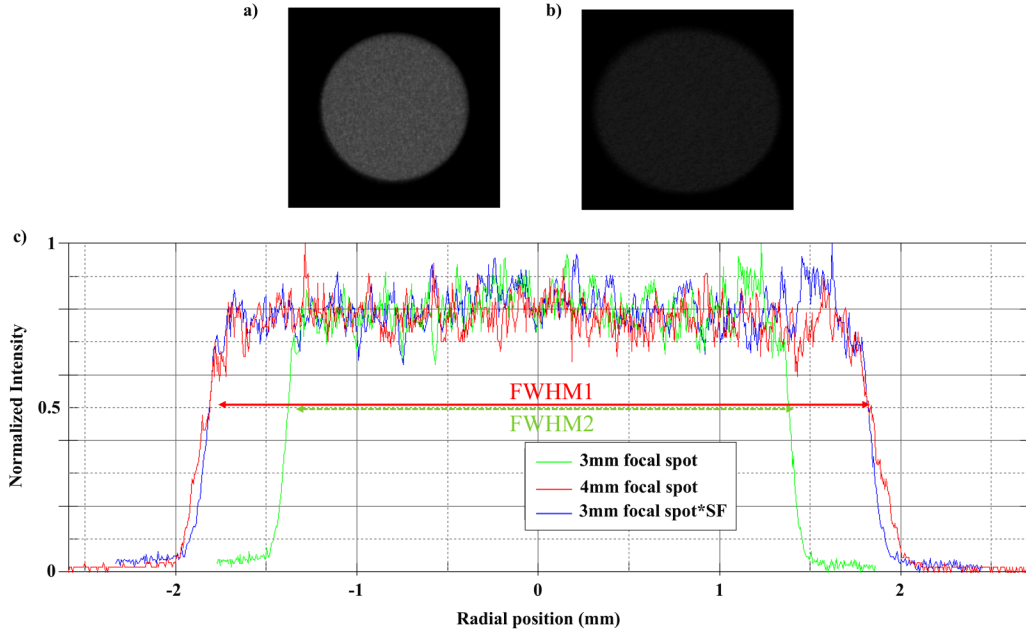 a)
b)
c)
1
Normalized Intensity
0.5
0
FWHM1
FWHM2
3mm focal spot
4mm focal spot
3mm focal spot*SF
-2
-1
0
1
2
Radial position (mm)